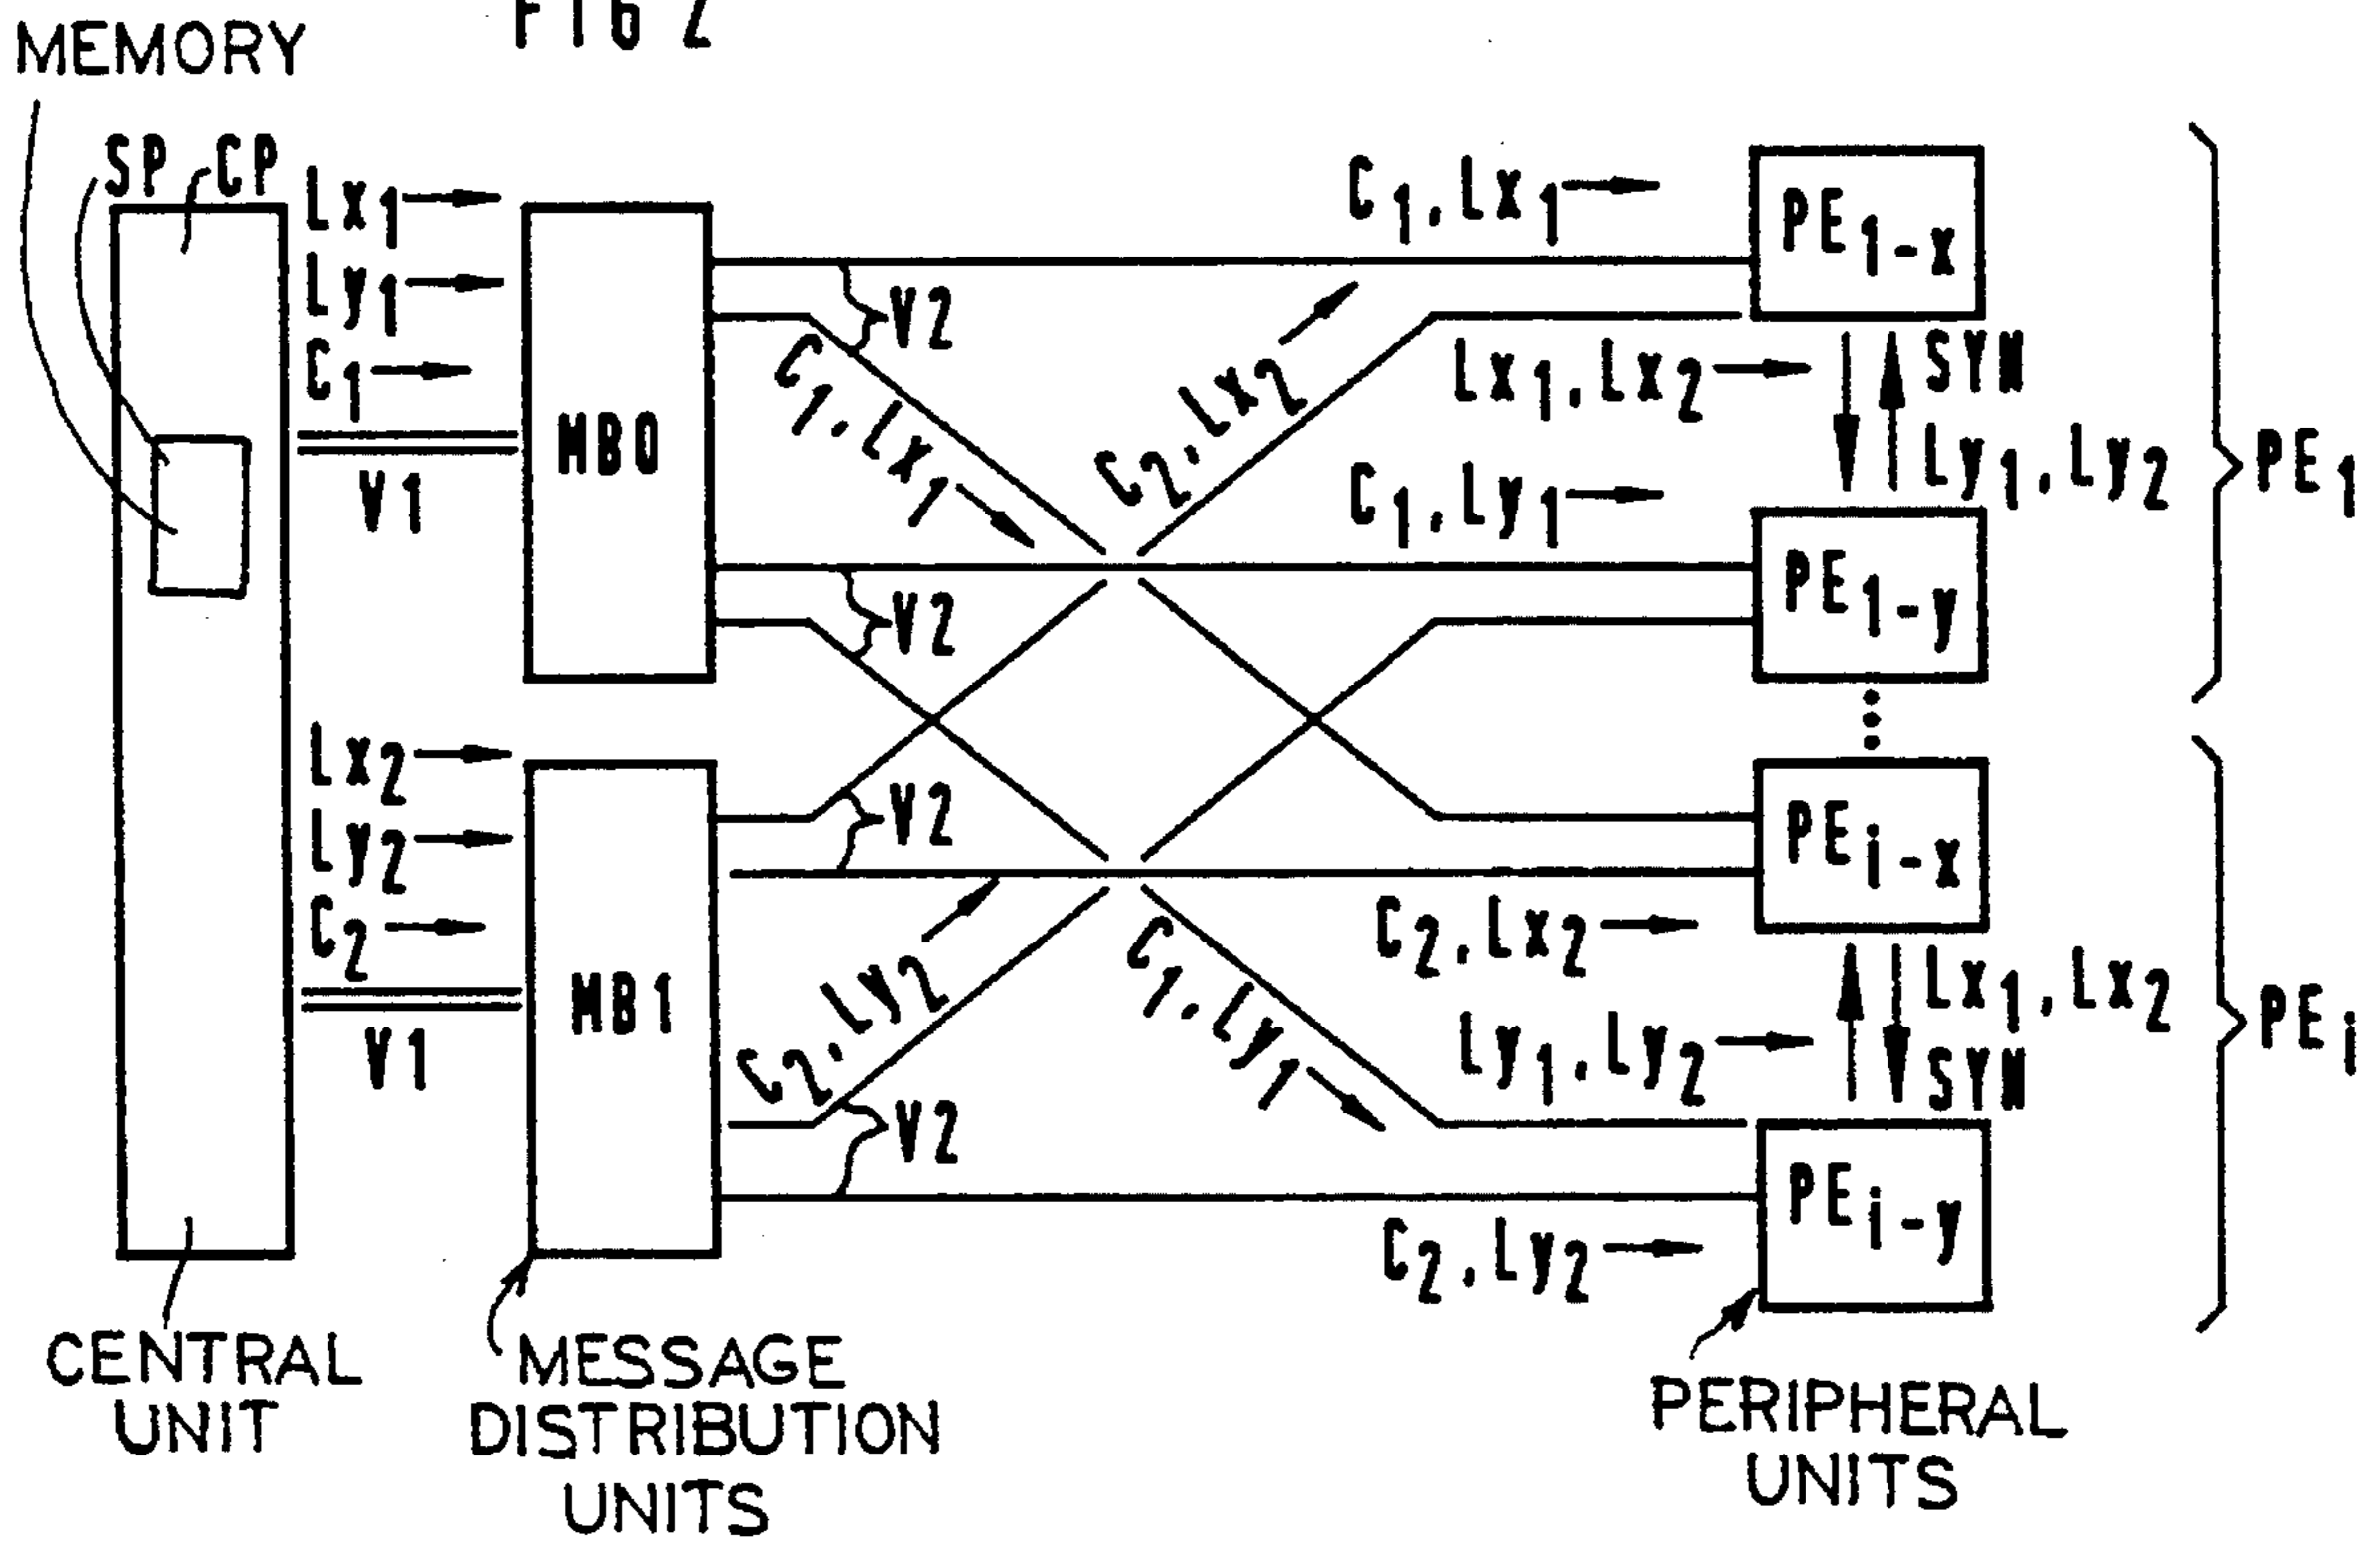 FIG 2
MEMORY
SP CP
Lx1
Ly1
C1
V1
MB0
V2
C1,Lx1
C1,Lx1
C2,Lx2
PE1-x
Lx1,Lx2
SYN
Ly1,Ly2
PE1
C1,Ly1
V2
PE1-y
Lx2
Ly2
C2
V1
MB1
V2
PEi-x
C2,Lx2
C2,Ly2
C1,Ly1
Lx1,Lx2
Ly1,Ly2
SYN
PEi
V2
PEi-y
C2,Ly2
CENTRAL
UNIT
MESSAGE
DISTRIBUTION
UNITS
PERIPHERAL
UNITS